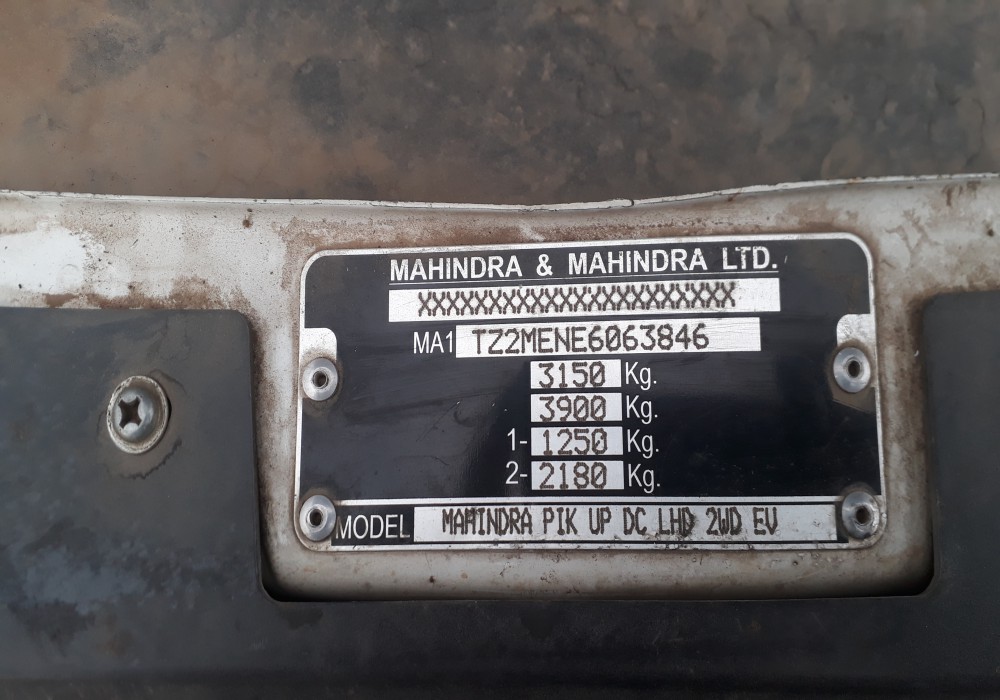 MAHINDRA & MAHINDRA LTD.
XXXXXXXXXXXXXXXXXXXXXX
MA1 TZ2MENE6063846
3150 Kg.
3900 Kg.
1- 1250 Kg.
2- 2180 Kg.
MODEL MAHINDRA PIK UP DC LHD 2WD EV